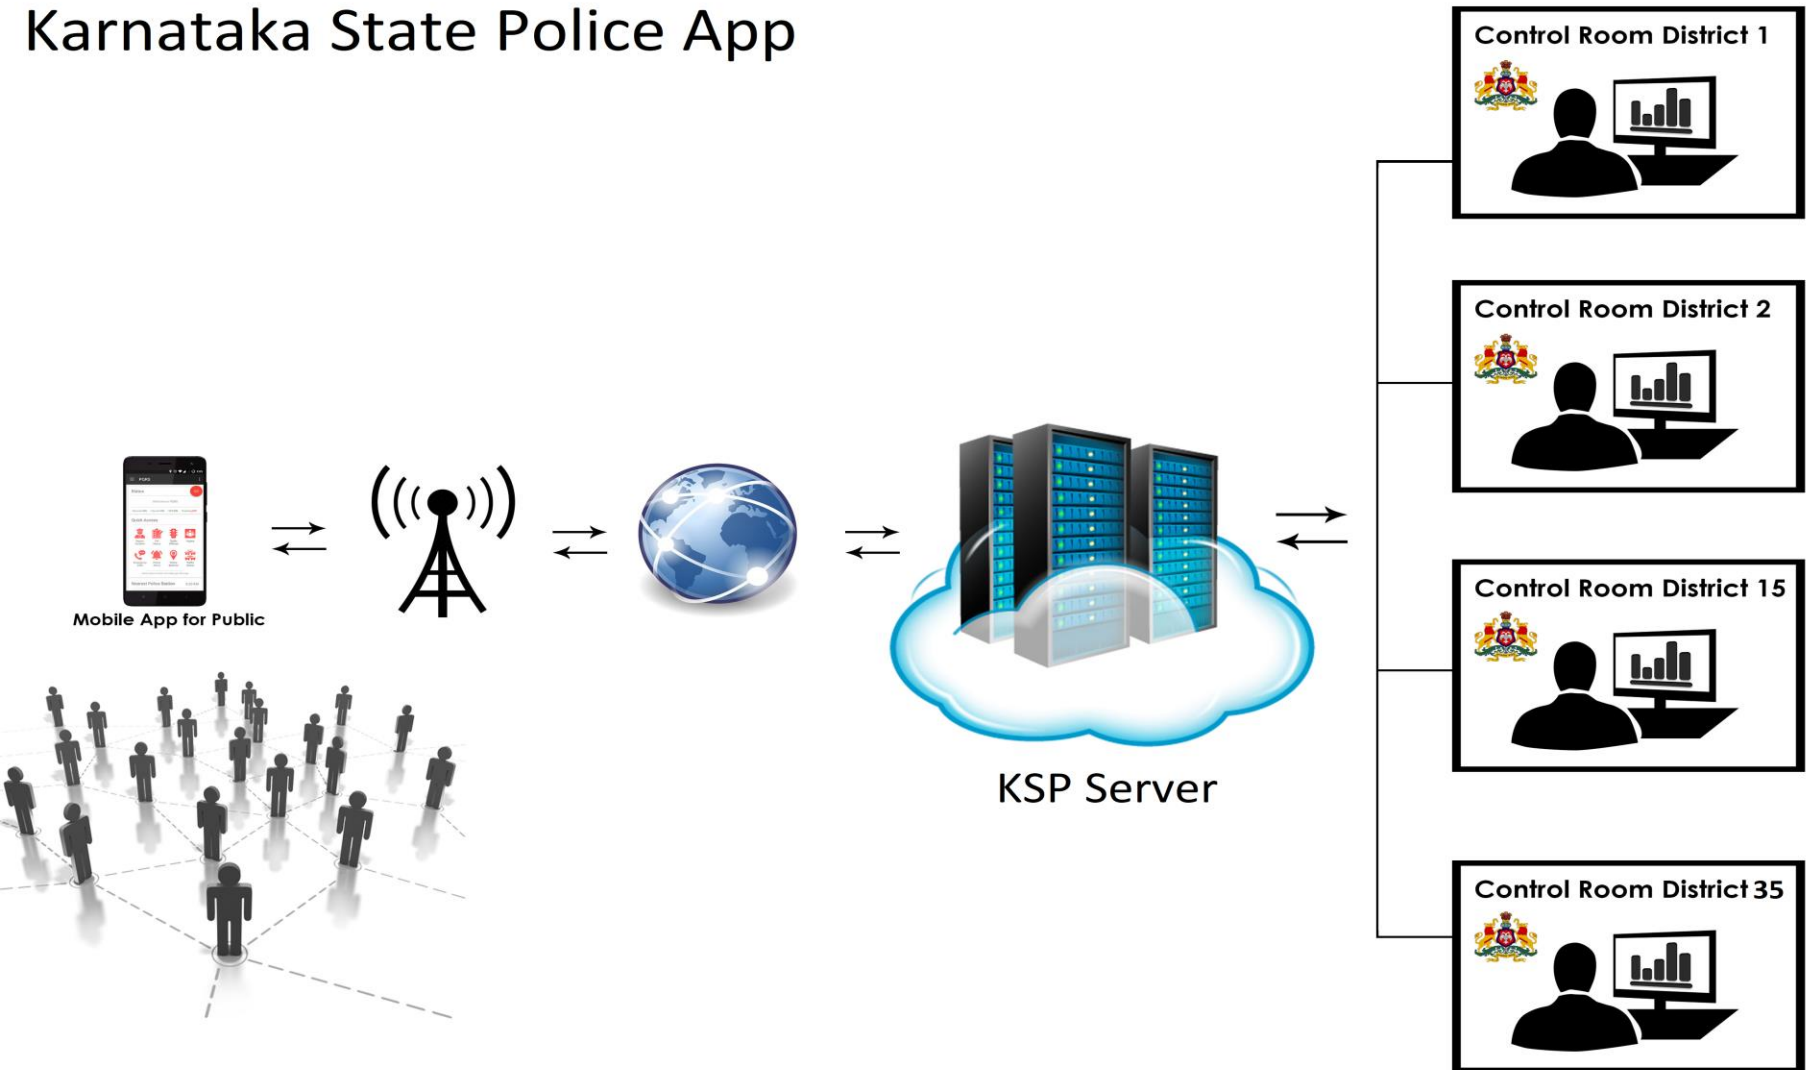 Karnataka State Police App
Control Room District 1
Control Room District 2
Mobile App for Public
Control Room District 15
KSP Server
Control Room District 35